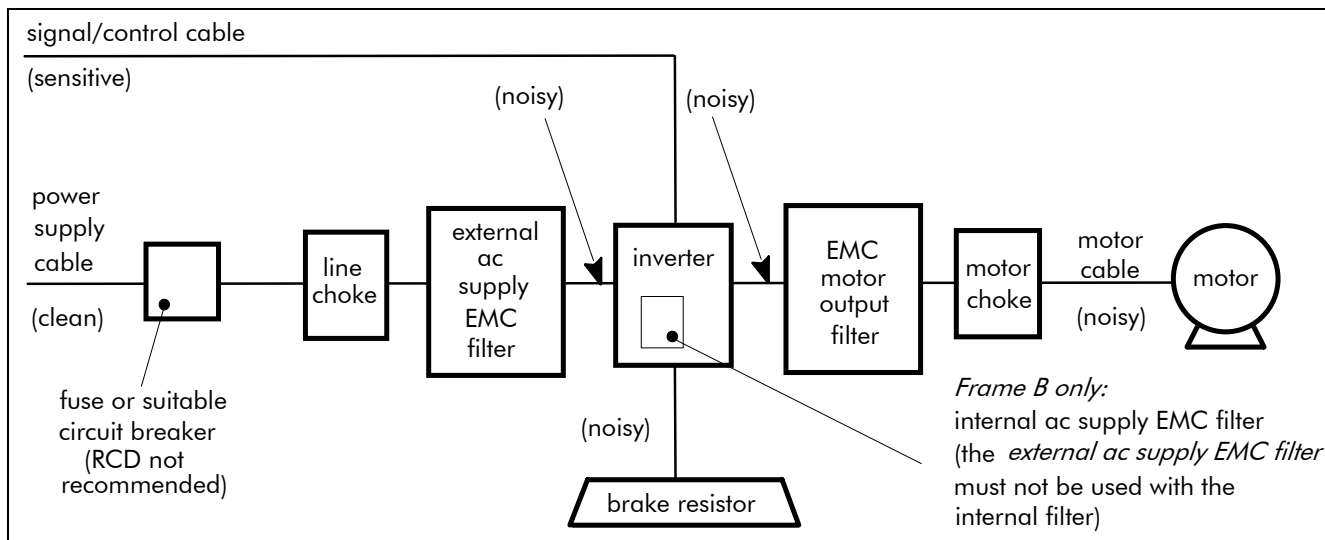 signal/control cable
(sensitive)
(noisy)
(noisy)
power
supply
cable
(clean)
fuse or suitable
circuit breaker
(RCD not
recommended)
line
choke
external
ac
supply
EMC
filter
inverter
EMC
motor
output
filter
motor
choke
motor
cable
(noisy)
motor
(noisy)
brake resistor
Frame B only:
internal ac supply EMC filter
(the external ac supply EMC filter
must not be used with the
internal filter)